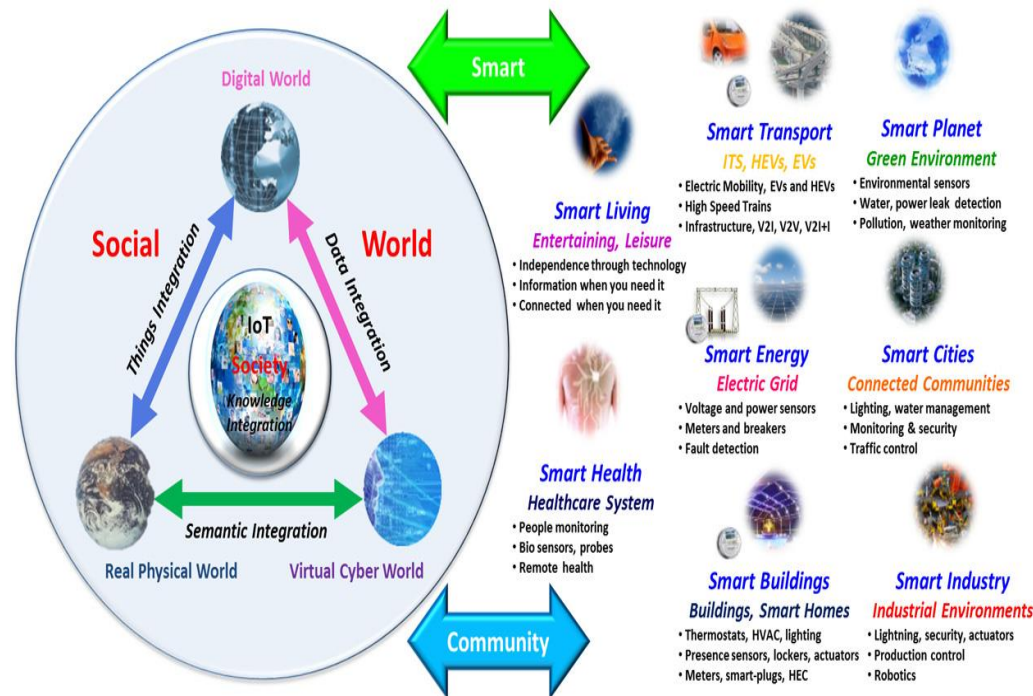 Digital World
Social
World
Things Integration
Data Integration
IoT
Society
Knowledge
Integration
Semantic Integration
Real Physical World
Virtual Cyber World
Smart
Community
Smart Living
Entertaining, Leisure
• Independence through technology
• Information when you need it
• Connected when you need it
Smart Health
Healthcare System
• People monitoring
• Bio sensors, probes
• Remote health
Smart Transport
ITS, HEVs, EVs
• Electric Mobility, EVs and HEVs
• High Speed Trains
• Infrastructure, V2I, V2V, V2I+I
Smart Planet
Green Environment
• Environmental sensors
• Water, power leak detection
• Pollution, weather monitoring
Smart Energy
Electric Grid
• Voltage and power sensors
• Meters and breakers
• Fault detection
Smart Cities
Connected Communities
• Lighting, water management
• Monitoring & security
• Traffic control
Smart Buildings
Buildings, Smart Homes
• Thermostats, HVAC, lighting
• Presence sensors, lockers, actuators
• Meters, smart-plugs, HEC
Smart Industry
Industrial Environments
• Lightning, security, actuators
• Production control
• Robotics